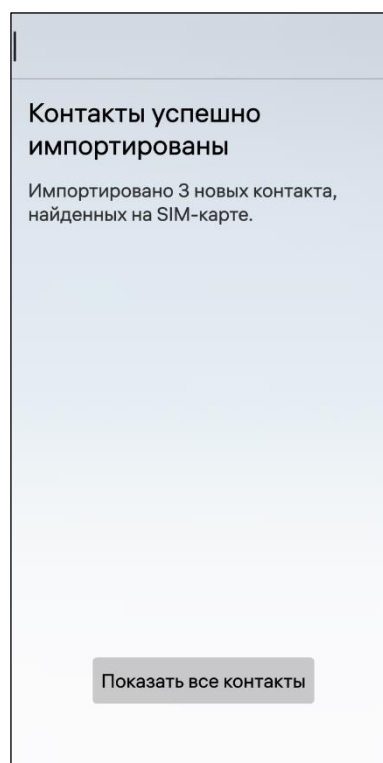 Контакты успешно
импортированы
Импортировано 3 новых контакта,
найденных на SIM-карте.
Показать все контакты